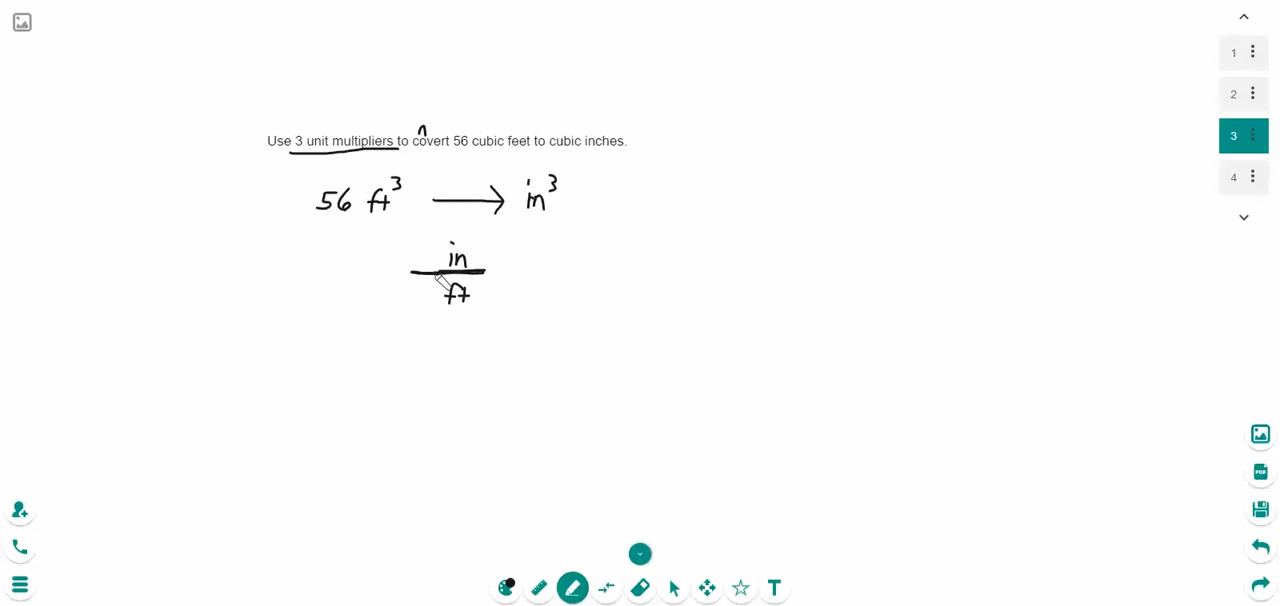 1
2
n
Use 3 unit multipliers to covert 56 cubic feet to cubic inches.
3
4
56 ft³ → in³
in
ft
PDF
T